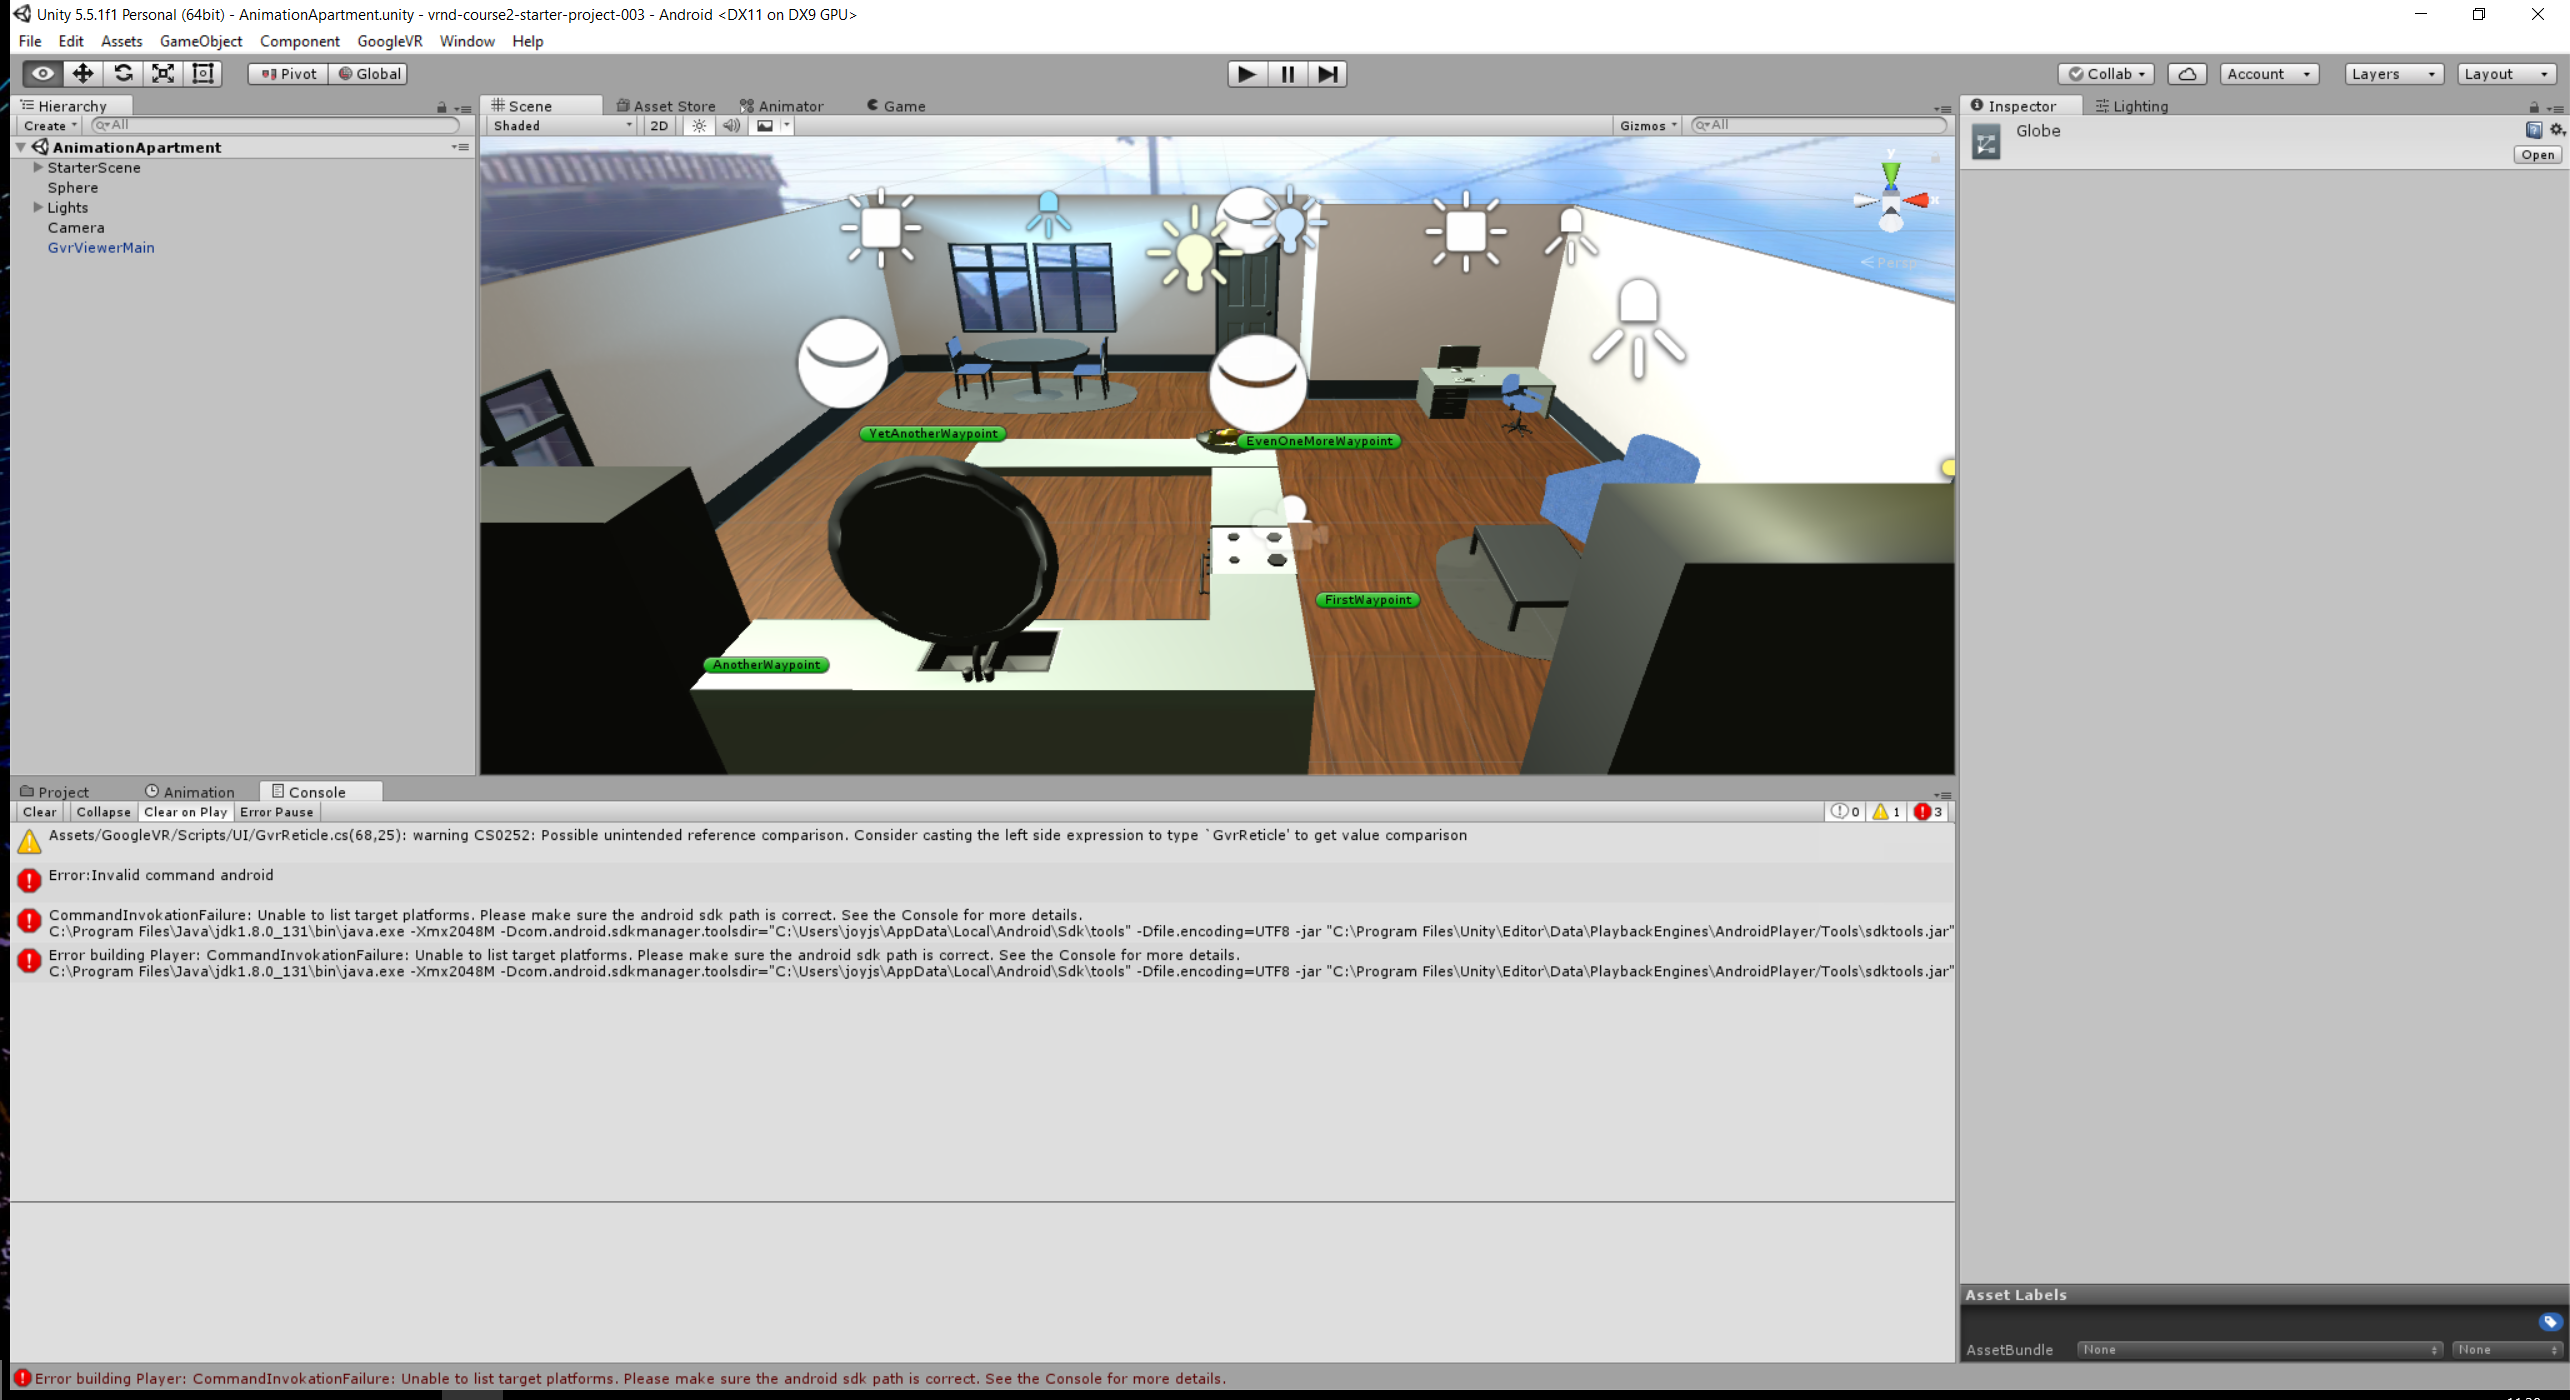 Unity 5.5.1f1 Personal (64bit) - AnimationApartment.unity - vrnd-course2-starter-project-003 - Android <DX11 on DX9 GPU>
File Edit Assets GameObject Component GoogleVR Window Help
Pivot Global Collab Account Layers Layout
Hierarchy
Create All
AnimationApartment
StarterScene
Sphere
Lights
Camera
GvrViewerMain
Scene Asset Store Animator Game
Shaded 2D Gizmos All
y
x
Persp
YetAnotherWaypoint
EvenOneMoreWaypoint
FirstWaypoint
AnotherWaypoint
Inspector Lighting
Globe
Open
Project Animation Console
Clear Collapse Clear on Play Error Pause 0 1 3
Assets/GoogleVR/Scripts/UI/GvrReticle.cs(68,25): warning CS0252: Possible unintended reference comparison. Consider casting the left side expression to type `GvrReticle' to get value comparison
Error:Invalid command android
CommandInvokationFailure: Unable to list target platforms. Please make sure the android sdk path is correct. See the Console for more details.
C:\Program Files\Java\jdk1.8.0_131\bin\java.exe -Xmx2048M -Dcom.android.sdkmanager.toolsdir="C:\Users\joyjs\AppData\Local\Android\Sdk\tools" -Dfile.encoding=UTF8 -jar "C:\Program Files\Unity\Editor\Data\PlaybackEngines\AndroidPlayer/Tools\sdktools.jar"
Error building Player: CommandInvokationFailure: Unable to list target platforms. Please make sure the android sdk path is correct. See the Console for more details.
C:\Program Files\Java\jdk1.8.0_131\bin\java.exe -Xmx2048M -Dcom.android.sdkmanager.toolsdir="C:\Users\joyjs\AppData\Local\Android\Sdk\tools" -Dfile.encoding=UTF8 -jar "C:\Program Files\Unity\Editor\Data\PlaybackEngines\AndroidPlayer/Tools\sdktools.jar"
Asset Labels
AssetBundle None None
Error building Player: CommandInvokationFailure: Unable to list target platforms. Please make sure the android sdk path is correct. See the Console for more details.